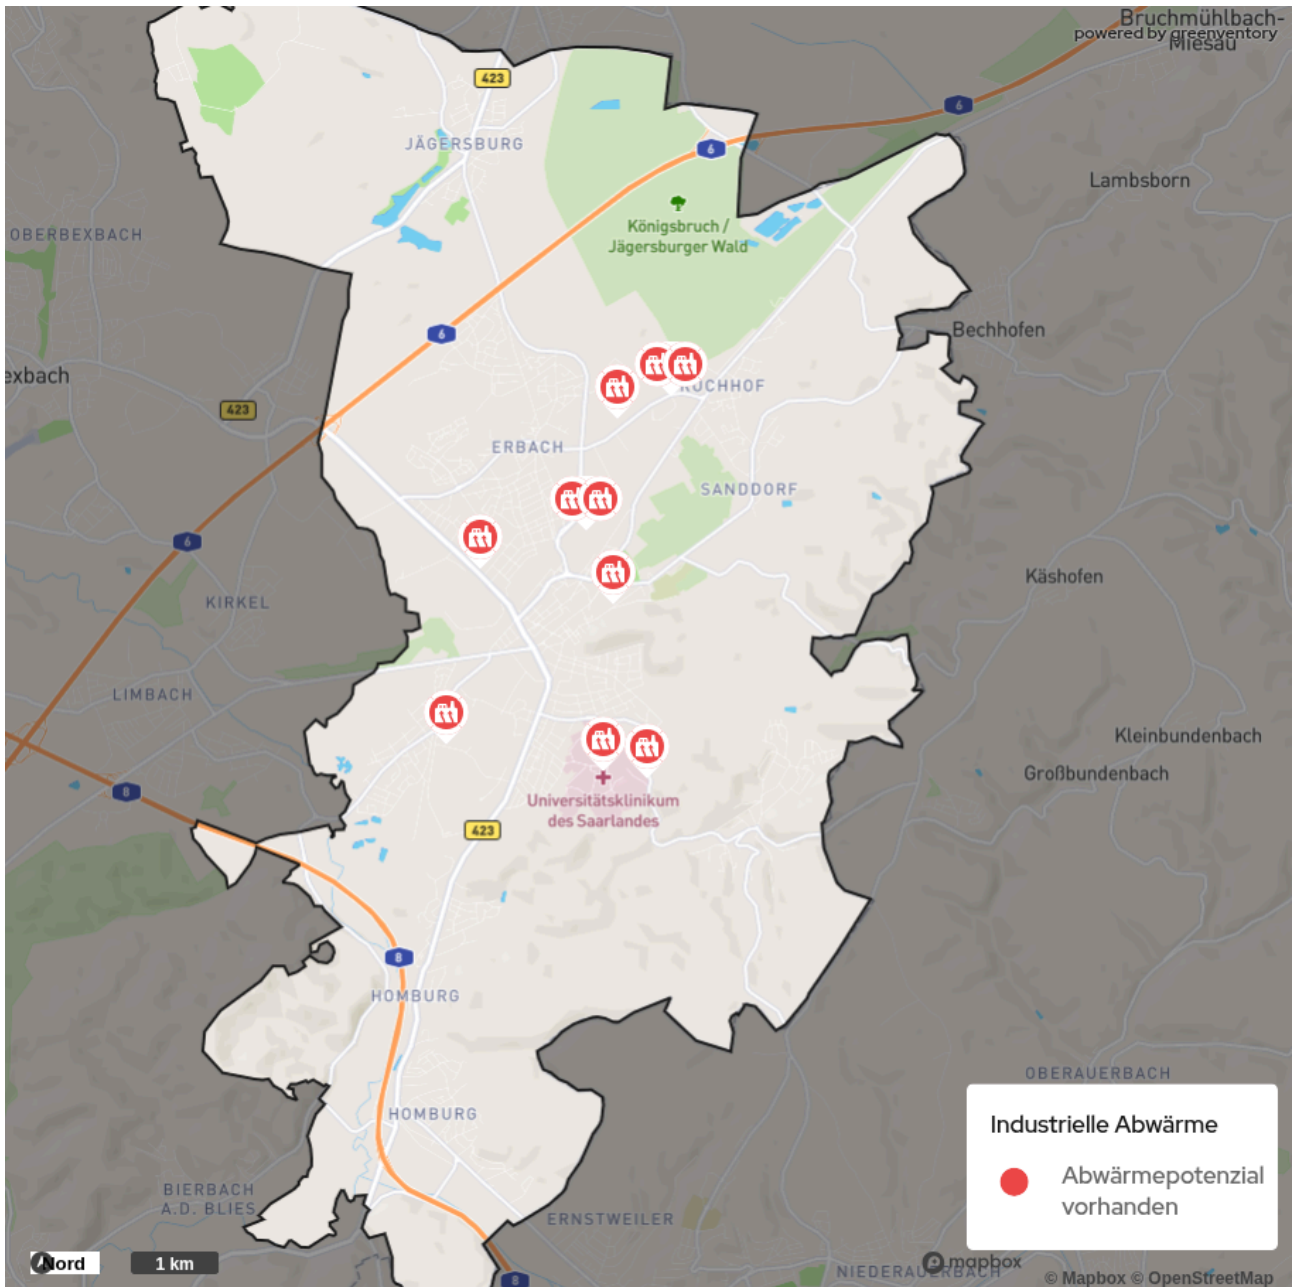 Bruchmühlbach-
Miesau
powered by greenventory
423
6
JÄGERSBURG
6
Lambsborn
Königsbruch /
Jägersburger Wald
OBERBEXBACH
6
Bechhofen
exbach
423
ERBACH
SANDDORF
6
Käshofen
KIRKEL
LIMBACH
Kleinbundenbach
Großbundenbach
8
Universitätsklinikum
des Saarlandes
423
8
HOMBURG
OBERAUERBACH
HOMBURG
Industrielle Abwärme
Abwärmepotenzial
vorhanden
BIERBACH
A.D. BLIES
ERNSTWEILER
Nord
1 km
mapbox
NIEDERAUERBACH
8
© Mapbox © OpenStreetMap